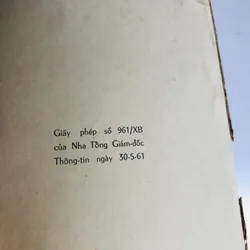 Giấy phép số 961/XB
của Nha Tổng Giám-đốc
Thông-tin ngày 30-5-61